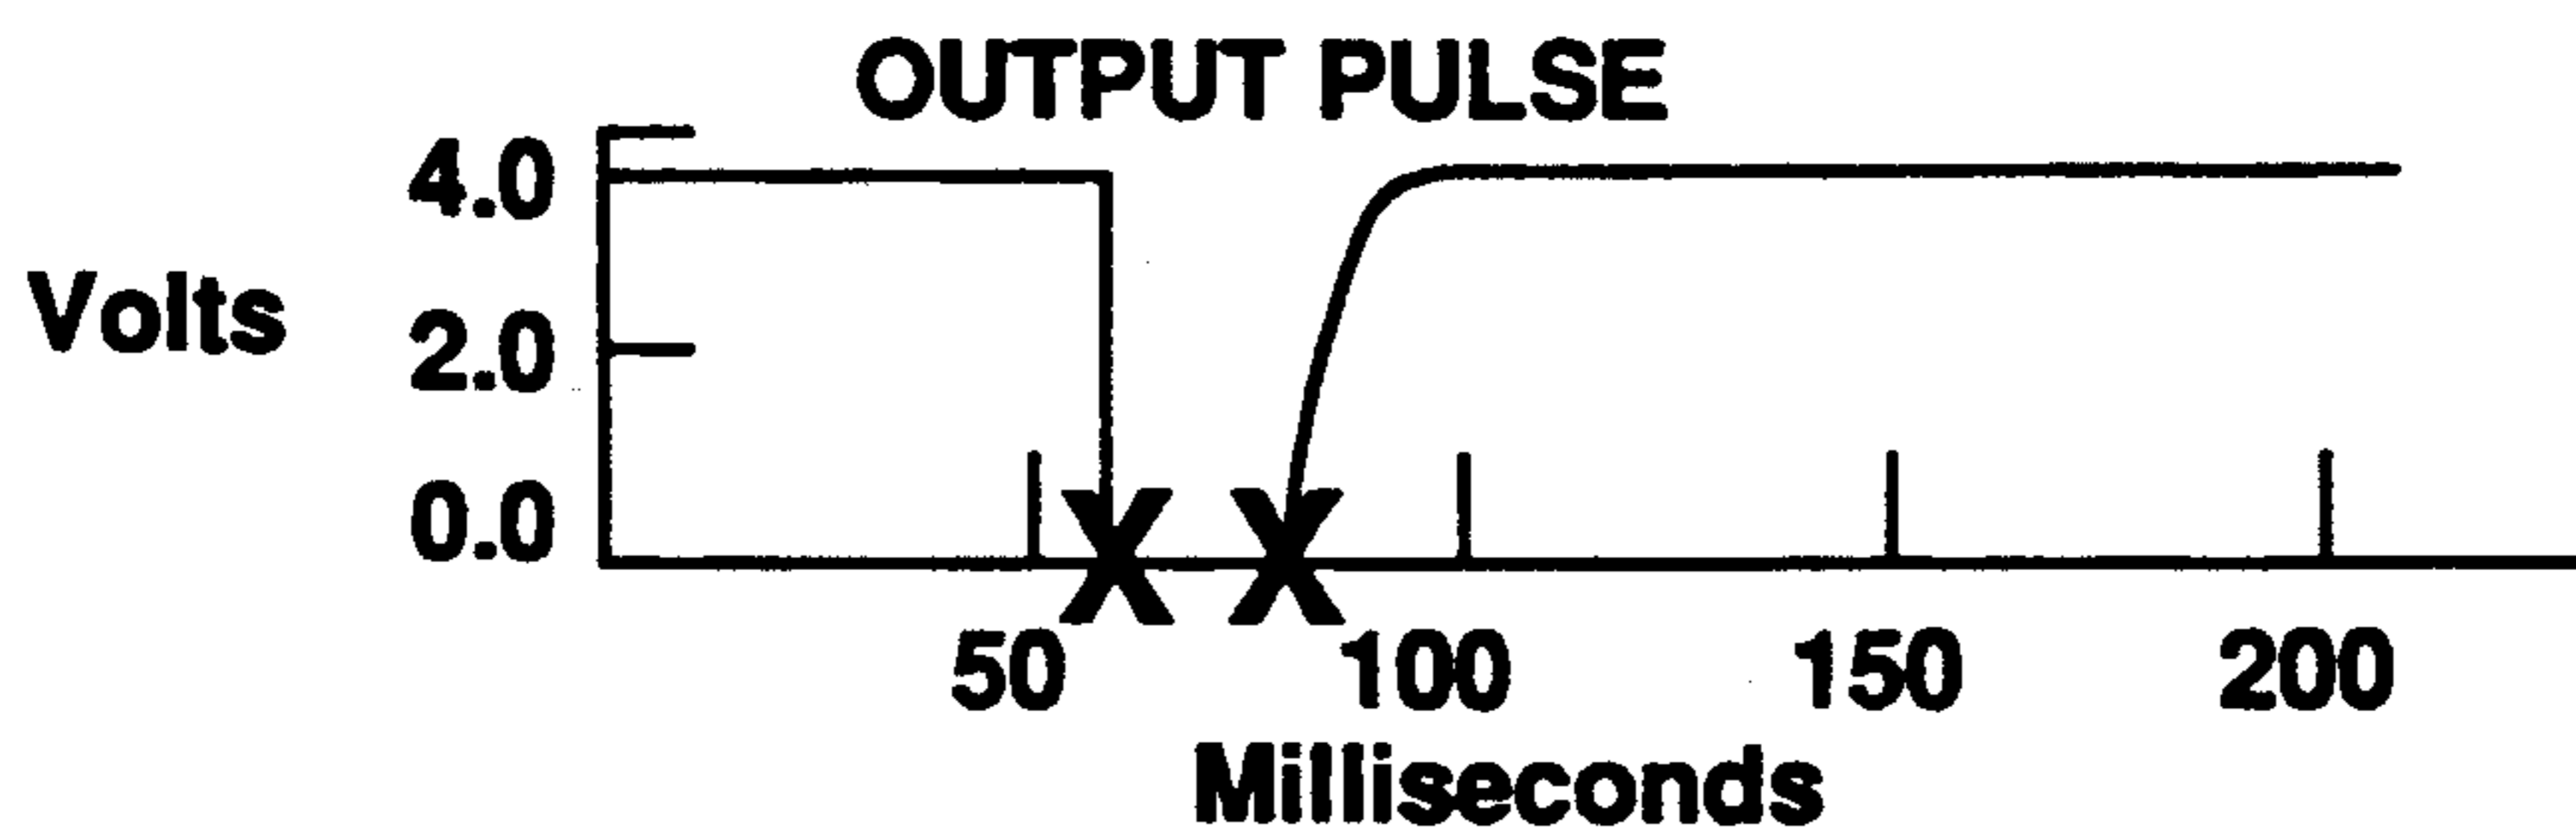 OUTPUT PULSE
4.0
Volts
2.0
0.0
X X
50 100 150 200
Milliseconds